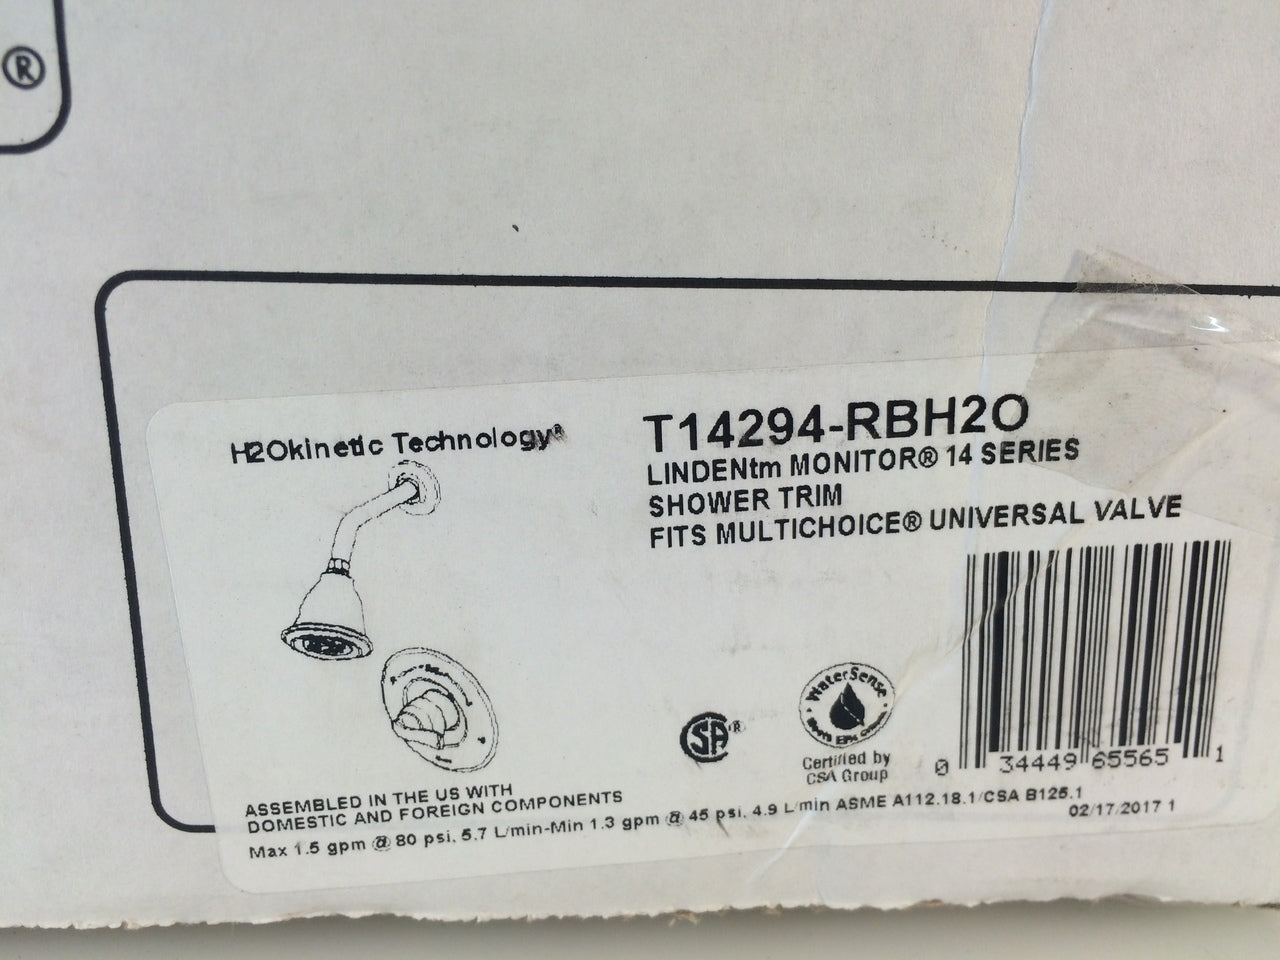 ®
H2Okinetic Technology®
T14294-RBH2O
LINDENtm MONITOR® 14 SERIES
SHOWER TRIM
FITS MULTICHOICE® UNIVERSAL VALVE
SA®
WaterSense
Certified by
CSA Group
0 34449 65565 1
ASSEMBLED IN THE US WITH
DOMESTIC AND FOREIGN COMPONENTS
Max 1.5 gpm @ 80 psi, 5.7 L/min-Min 1.3 gpm @ 45 psi, 4.9 L/min ASME A112.18.1/CSA B125.1
02/17/2017 1